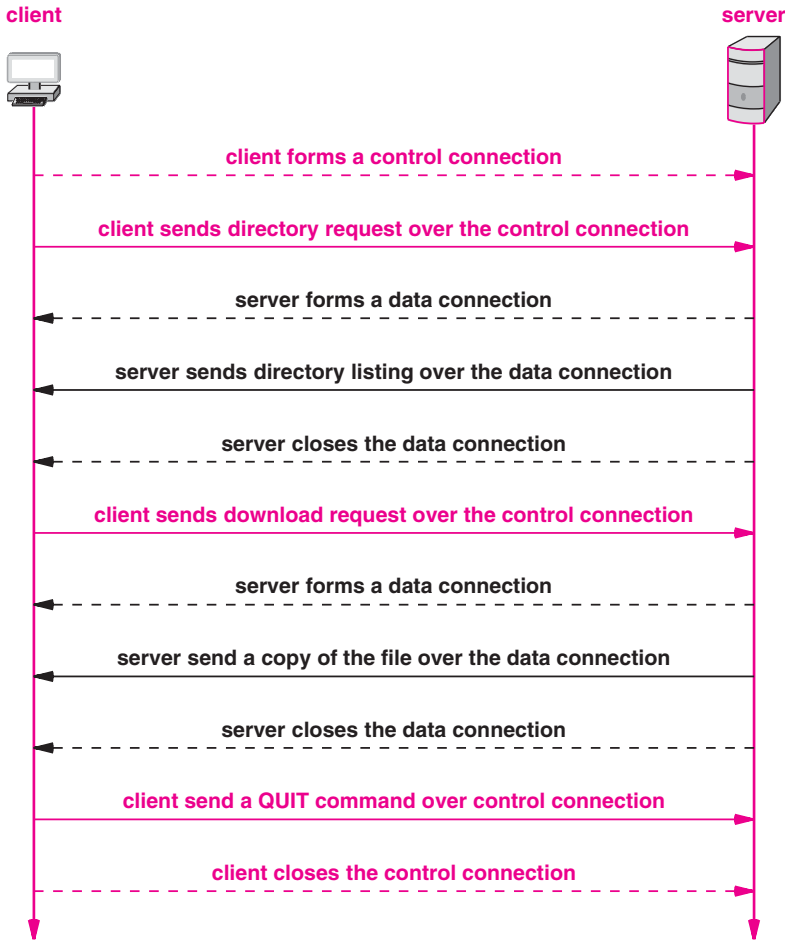 client
server
client forms a control connection
client sends directory request over the control connection
server forms a data connection
server sends directory listing over the data connection
server closes the data connection
client sends download request over the control connection
server forms a data connection
server send a copy of the file over the data connection
server closes the data connection
client send a QUIT command over control connection
client closes the control connection